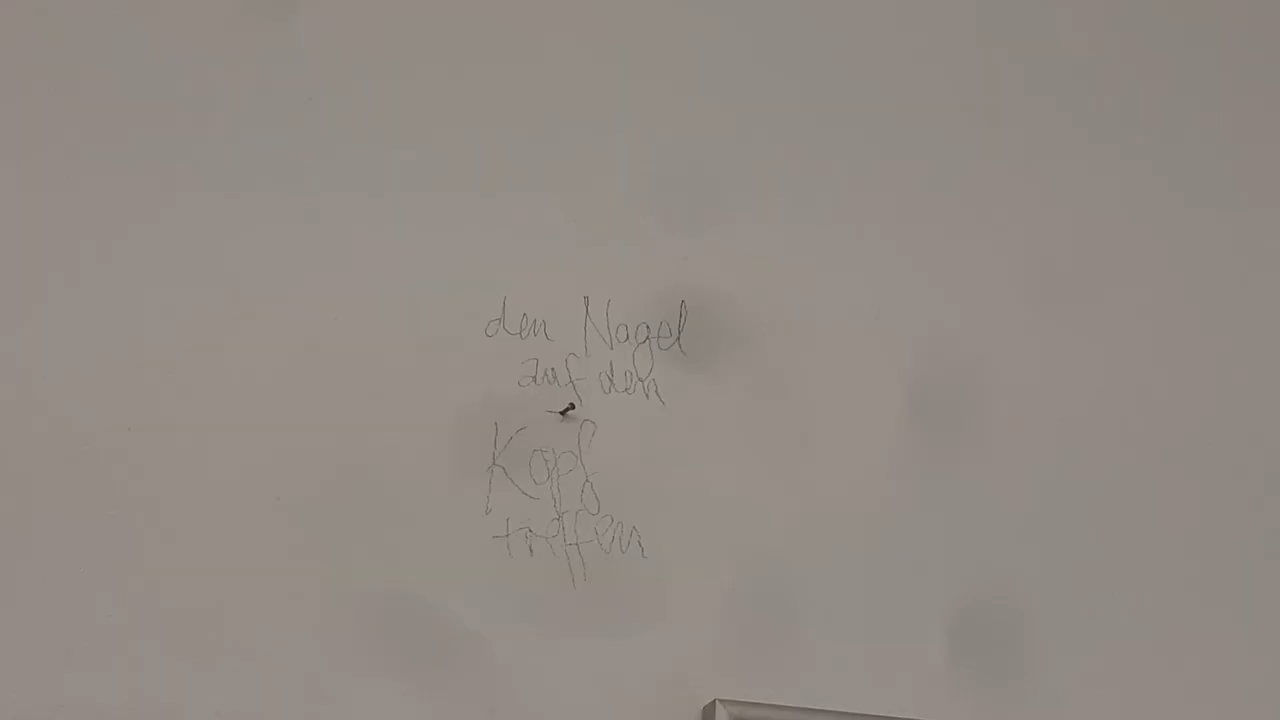 den Nagel
auf den
Kopf
treffen